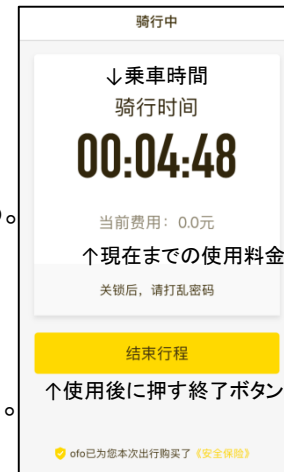 骑行中
↓乗車時間
骑行时间
00:04:48
。
当前费用：0.0元
↑現在までの使用料金
关锁后，请打乱密码
结束行程
↑使用後に押す終了ボタン
。
ofo已为您本次出行购买了《安全保险》